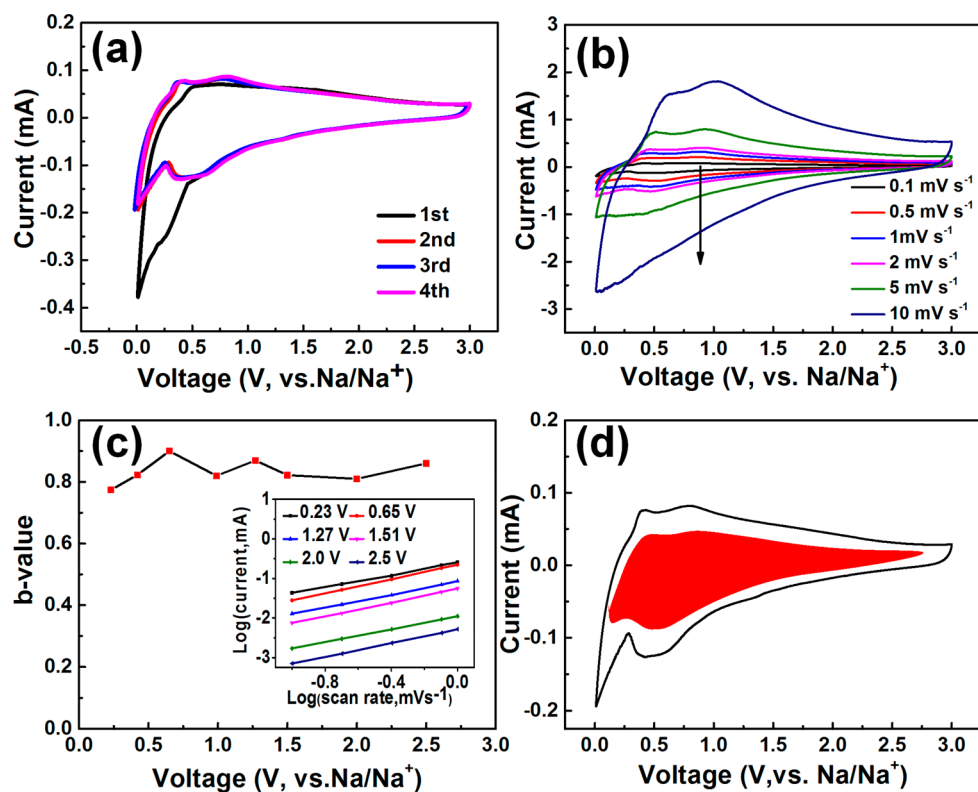 (a)
Current (mA)
0.2
0.1
0.0
-0.1
-0.2
-0.3
-0.4
-0.5 0.0 0.5 1.0 1.5 2.0 2.5 3.0
Voltage (V, vs.Na/Na+)
1st
2nd
3rd
4th
(b)
Current (mA)
2
1
0
-1
-2
-3
0.0 0.5 1.0 1.5 2.0 2.5 3.0
Voltage (V, vs. Na/Na+)
0.1 mV s-1
0.5 mV s-1
1mV s-1
2 mV s-1
5 mV s-1
10 mV s-1
(c)
b-value
1.0
0.8
0.6
0.4
0.2
0.0
0.0 0.5 1.0 1.5 2.0 2.5 3.0
Voltage (V, vs.Na/Na+)
Log(current,mA)
1
0
-1
-2
-3
0.23 V 0.65 V
1.27 V 1.51 V
2.0 V 2.5 V
-0.8 -0.4 0.0
Log(scan rate,mVs-1)
(d)
Current (mA)
0.2
0.1
0.0
-0.1
-0.2
0.0 0.5 1.0 1.5 2.0 2.5 3.0
Voltage (V,vs. Na/Na+)